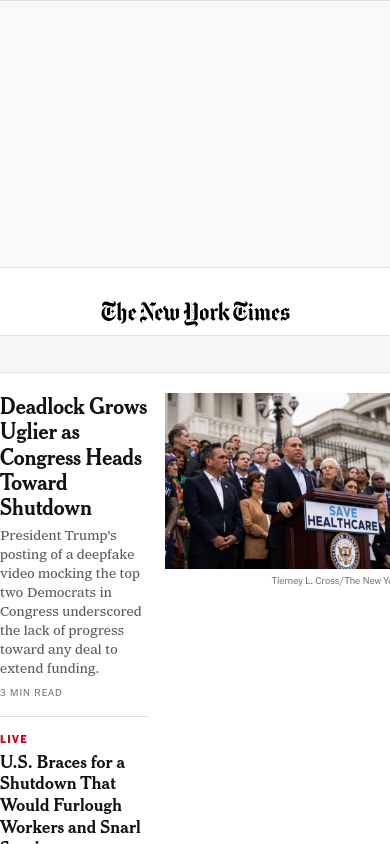 The New York Times
Deadlock Grows
Uglier as
Congress Heads
Toward
Shutdown
President Trump's
posting of a deepfake
video mocking the top
two Democrats in
Congress underscored
the lack of progress
toward any deal to
extend funding.
3 MIN READ
SAVE
HEALTHCARE
Tierney L. Cross/The New Yo
LIVE
U.S. Braces for a
Shutdown That
Would Furlough
Workers and Snarl